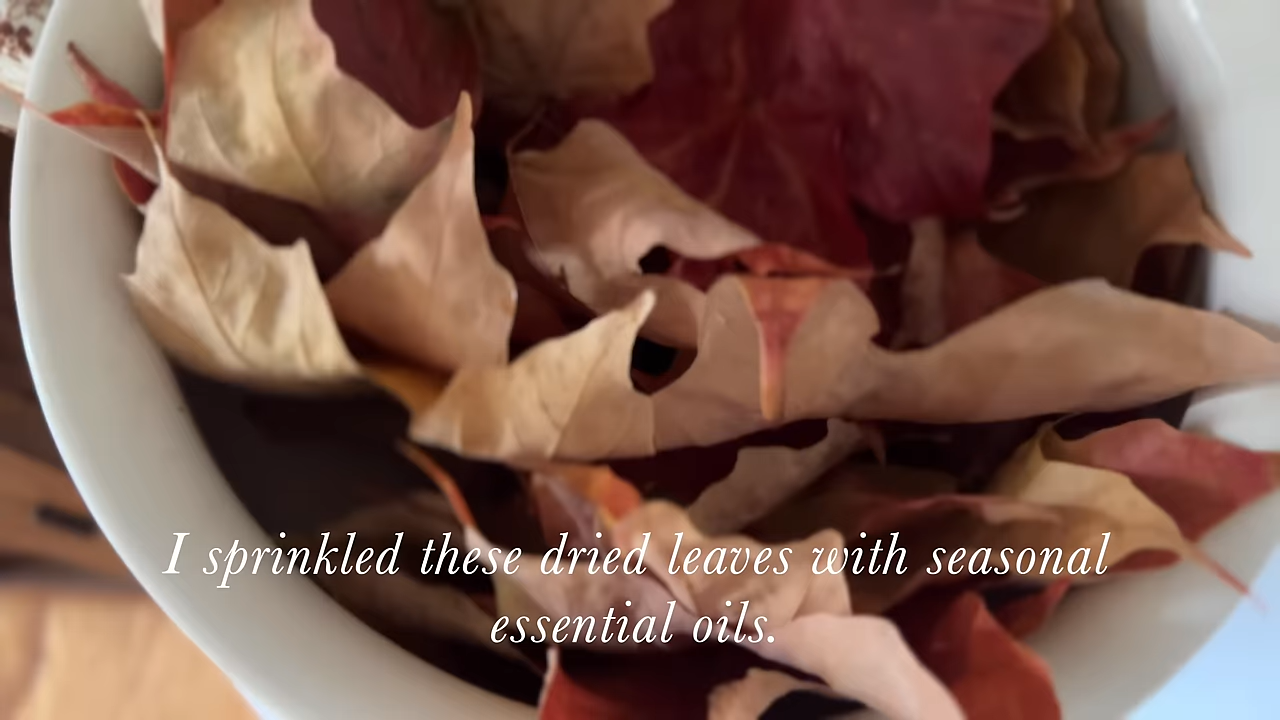 I sprinkled these dried leaves with seasonal
essential oils.